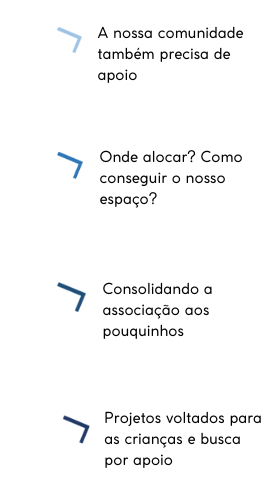 A nossa comunidade
também precisa de
apoio
Onde alocar? Como
conseguir o nosso
espaço?
Consolidando a
associação aos
pouquinhos
Projetos voltados para
as crianças e busca
por apoio